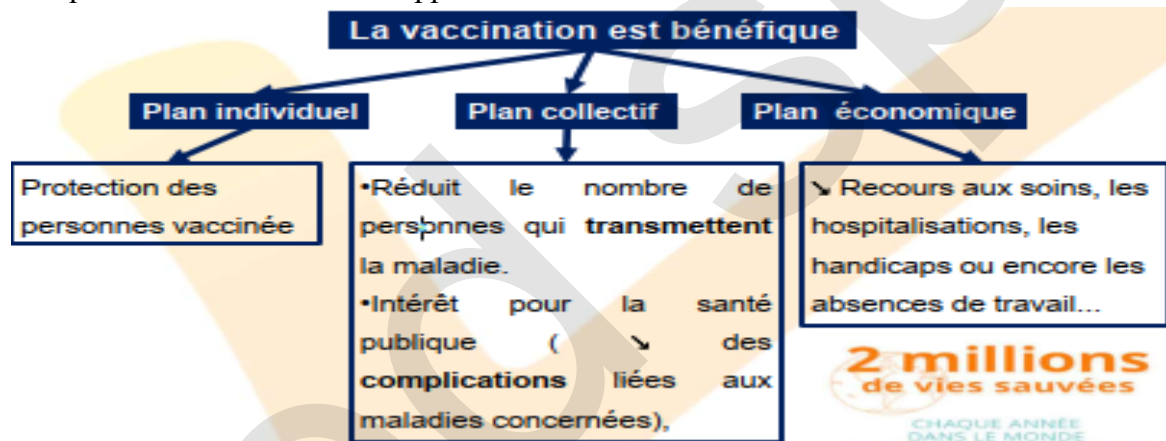 La vaccination est bénéfique
Plan individuel
Plan collectif
Plan économique
Protection des
personnes vaccinée
•Réduit le nombre de
personnes qui transmettent
la maladie.
•Intérêt pour la santé
publique ( ↘ des
complications liées aux
maladies concernées),
↘ Recours aux soins, les
hospitalisations, les
handicaps ou encore les
absences de travail...
2 millions
de vies sauvées
CHAQUE ANNÉE
DANS LE MONDE